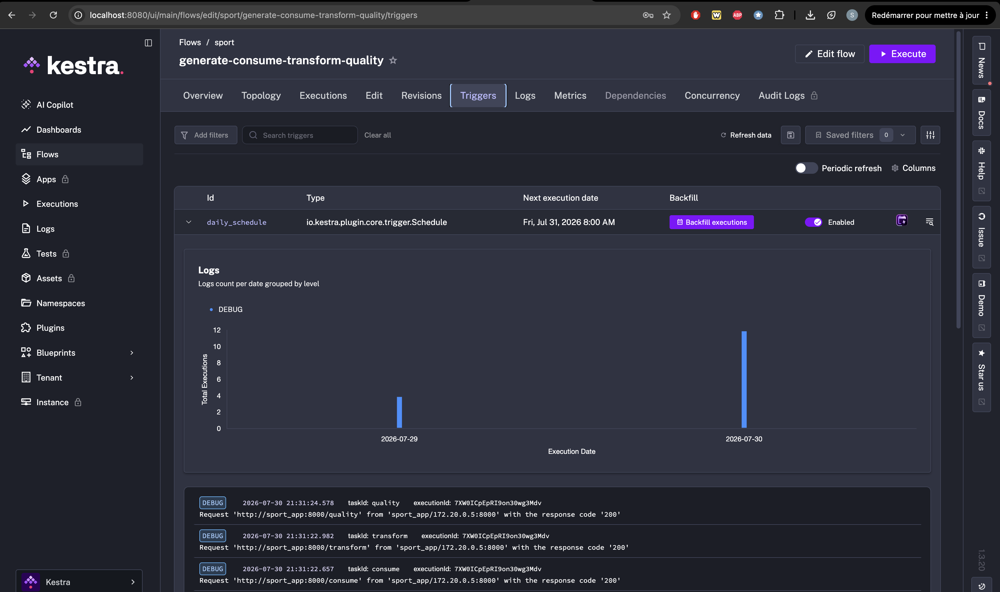 localhost:8080/ui/main/flows/edit/sport/generate-consume-transform-quality/triggers
W
ABP
S
Redémarrer pour mettre à jour
kestra.
AI Copilot
Dashboards
Flows
Apps
Executions
Logs
Tests
Assets
Namespaces
Plugins
Blueprints
Tenant
Instance
Kestra
Flows / sport
generate-consume-transform-quality
Edit flow
Execute
Overview Topology Executions Edit Revisions Triggers Logs Metrics Dependencies Concurrency Audit Logs
Add filters
Search triggers
Clear all
Refresh data
Saved filters 0
Periodic refresh
Columns
Id Type Next execution date Backfill
daily_schedule io.kestra.plugin.core.trigger.Schedule Fri, Jul 31, 2026 8:00 AM Backfill executions Enabled
Logs
Logs count per date grouped by level
DEBUG
Total Executions
12
10
8
6
4
2
0
2026-07-29 2026-07-30
Execution Date
DEBUG 2026-07-30 21:31:24.578 taskId: quality executionId: 7XW0ICpEpRI9on30wg3Mdv
Request 'http://sport_app:8000/quality' from 'sport_app/172.20.0.5:8000' with the response code '200'
DEBUG 2026-07-30 21:31:22.982 taskId: transform executionId: 7XW0ICpEpRI9on30wg3Mdv
Request 'http://sport_app:8000/transform' from 'sport_app/172.20.0.5:8000' with the response code '200'
DEBUG 2026-07-30 21:31:22.657 taskId: consume executionId: 7XW0ICpEpRI9on30wg3Mdv
Request 'http://sport_app:8000/consume' from 'sport_app/172.20.0.5:8000' with the response code '200'
News
Docs
Help
Issue
Demo
Star us
1.3.20